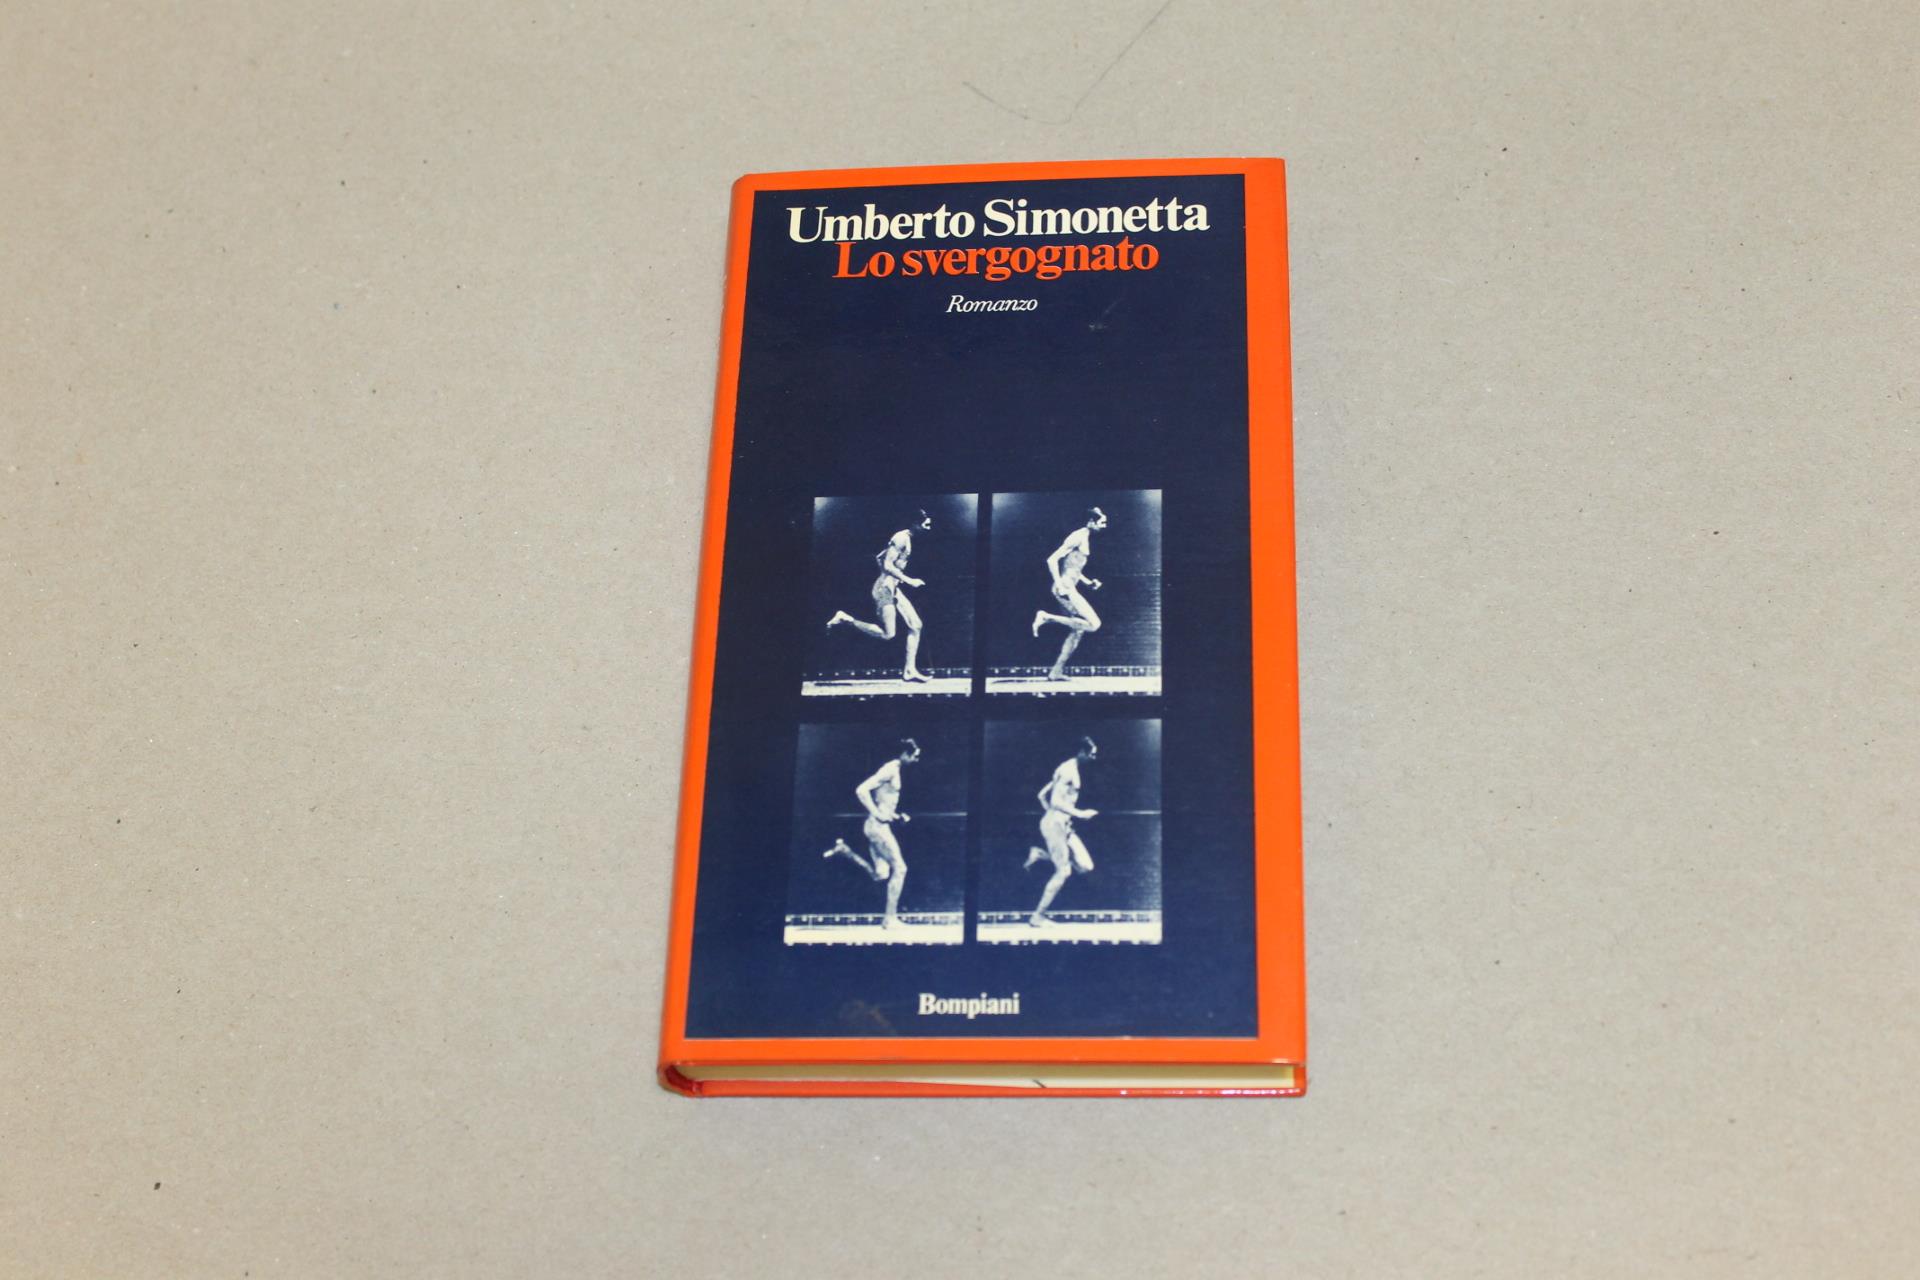 Umberto Simonetta
Lo svergognato
Romanzo
Bompiani